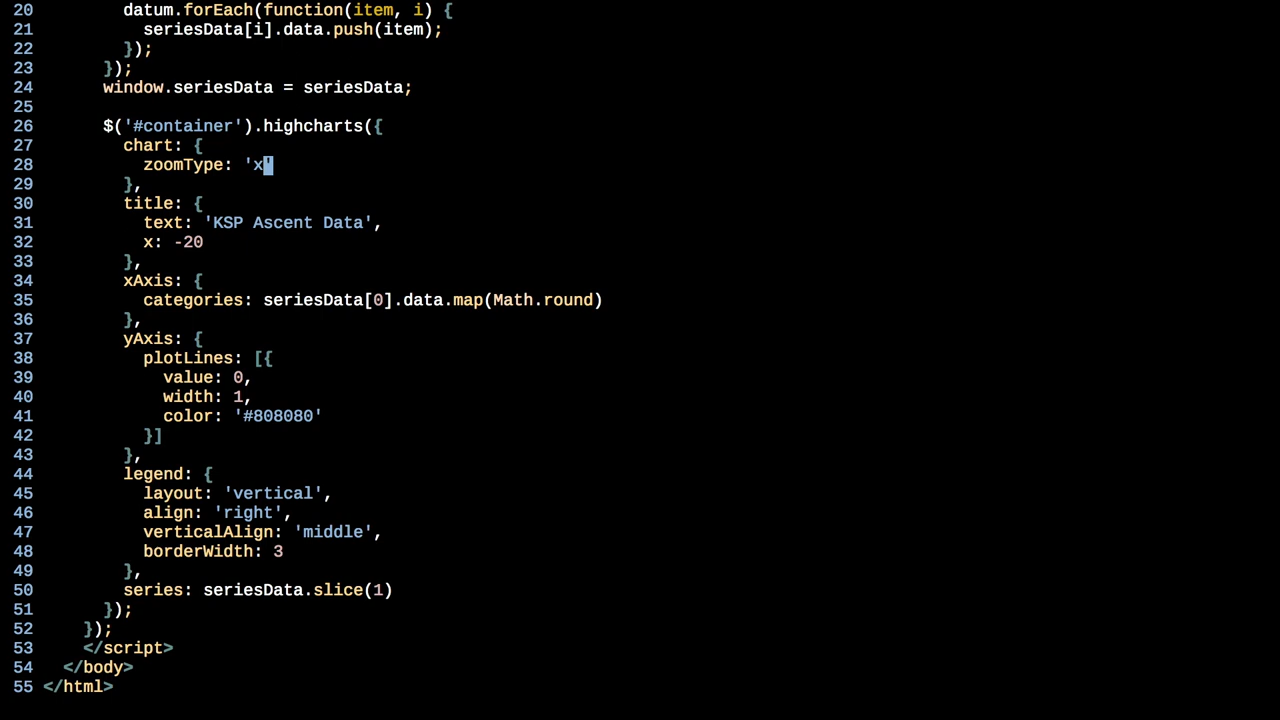 20         datum.forEach(function(item, i) {
21           seriesData[i].data.push(item);
22         });
23       });
24       window.seriesData = seriesData;
25
26       $('#container').highcharts({
27         chart: {
28           zoomType: 'x'
29         },
30         title: {
31           text: 'KSP Ascent Data',
32           x: -20
33         },
34         xAxis: {
35           categories: seriesData[0].data.map(Math.round)
36         },
37         yAxis: {
38           plotLines: [{
39             value: 0,
40             width: 1,
41             color: '#808080'
42           }]
43         },
44         legend: {
45           layout: 'vertical',
46           align: 'right',
47           verticalAlign: 'middle',
48           borderWidth: 3
49         },
50         series: seriesData.slice(1)
51       });
52     });
53     </script>
54   </body>
55 </html>